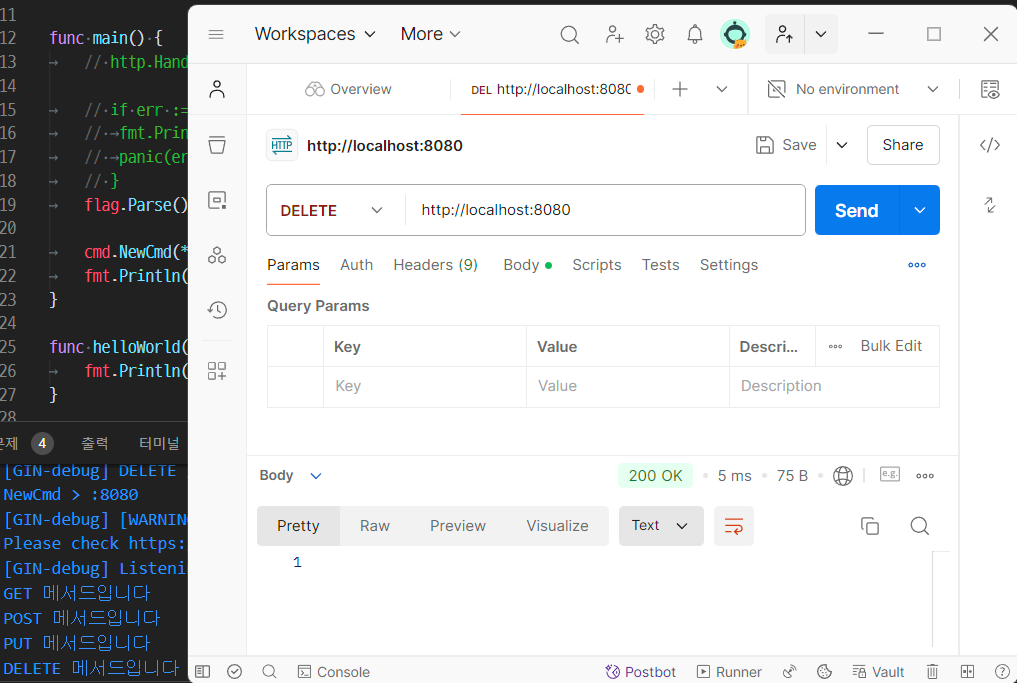 11
12 func main() {
13 // http.Hand
14
15 // if err :=
16 // fmt.Prin
17 // panic(er
18 // }
19 flag.Parse()
20
21 cmd.NewCmd(*
22 fmt.Println(
23 }
24
25 func helloWorld(
26 fmt.Println(
27 }
28
문제 4 출력 터미널
[GIN-debug] DELETE
NewCmd > :8080
[GIN-debug] [WARNIN
Please check https:
[GIN-debug] Listeni
GET 메서드입니다
POST 메서드입니다
PUT 메서드입니다
DELETE 메서드입니다
Workspaces More
Overview DEL http://localhost:8080 No environment
HTTP http://localhost:8080 Save Share
DELETE http://localhost:8080 Send
Params Auth Headers (9) Body Scripts Tests Settings
Query Params
Key Value Descri... Bulk Edit
Key Value Description
Body 200 OK 5 ms 75 B e.g.
Pretty Raw Preview Visualize Text
1
Console Postbot Runner Vault